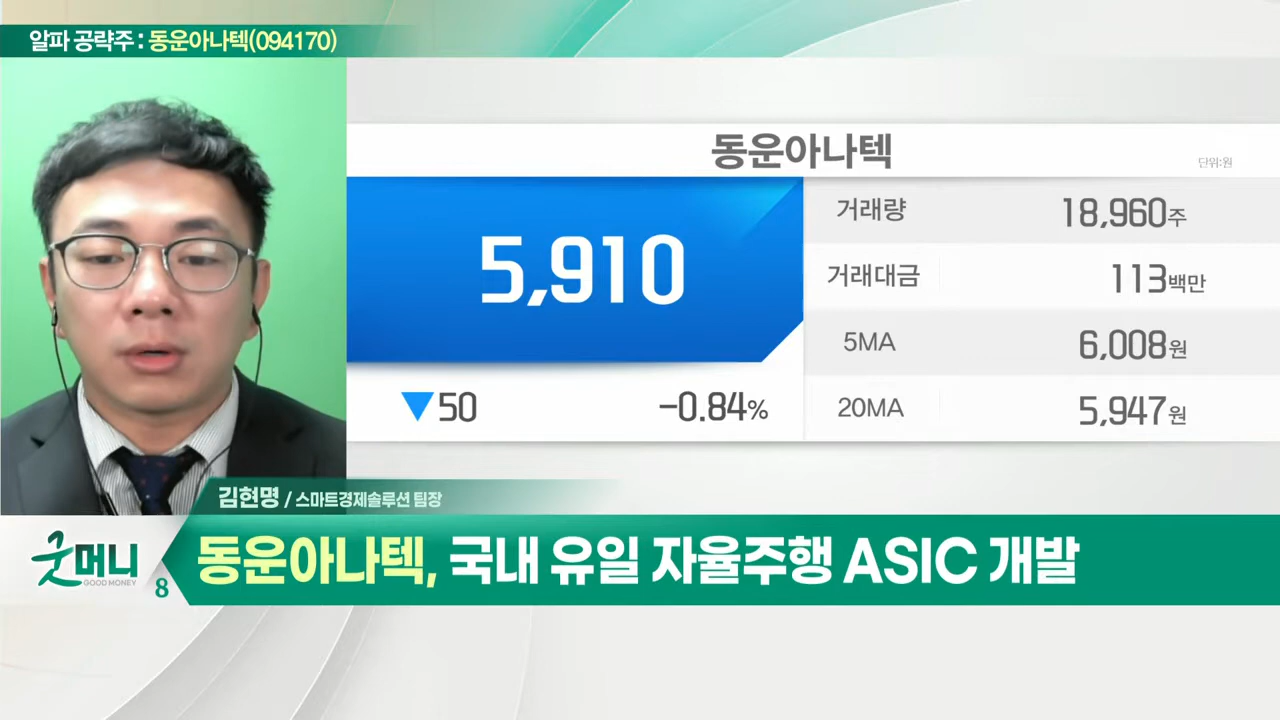 알파 공략주 : 동운아나텍(094170)
동운아나텍
단위:원
5,910
▼50 -0.84%
거래량 18,960주
거래대금 113백만
5MA 6,008원
20MA 5,947원
김현명 / 스마트경제솔루션 팀장
굿머니
GOOD MONEY
8
동운아나텍, 국내 유일 자율주행 ASIC 개발